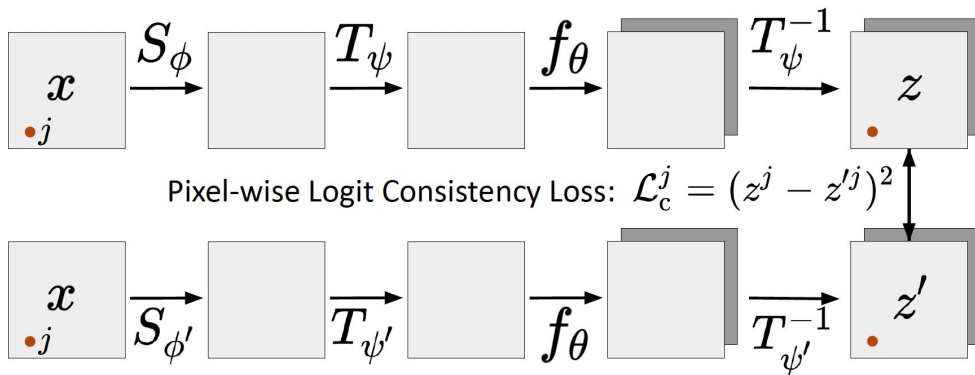 S_ϕ T_ψ f_θ T_ψ^{-1}
x z
j
Pixel-wise Logit Consistency Loss: 𝓛_c^j = (z^j − z'^j)^2
x z'
j
S_ϕ' T_ψ' f_θ T_ψ'^{-1}